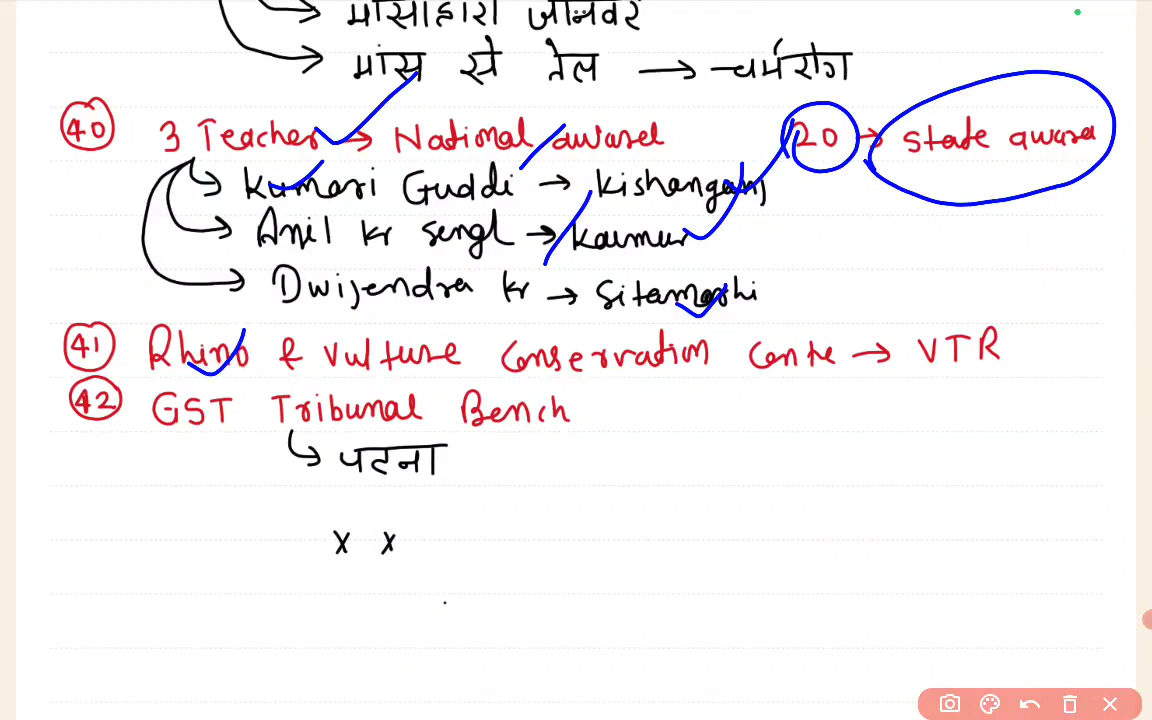 मांसाहारी जानवर
→ मांस से तेल → चर्मरोग
40 3 Teacher → National award 20 → state award
→ Kumari Guddi → Kishanganj
→ Anil kr sengh → Kaimur
→ Dwijendra kr → Sitamarhi
41 Rhino & Vulture Conservation Centre → VTR
42 GST Tribunal Bench
↳ पटना
x x